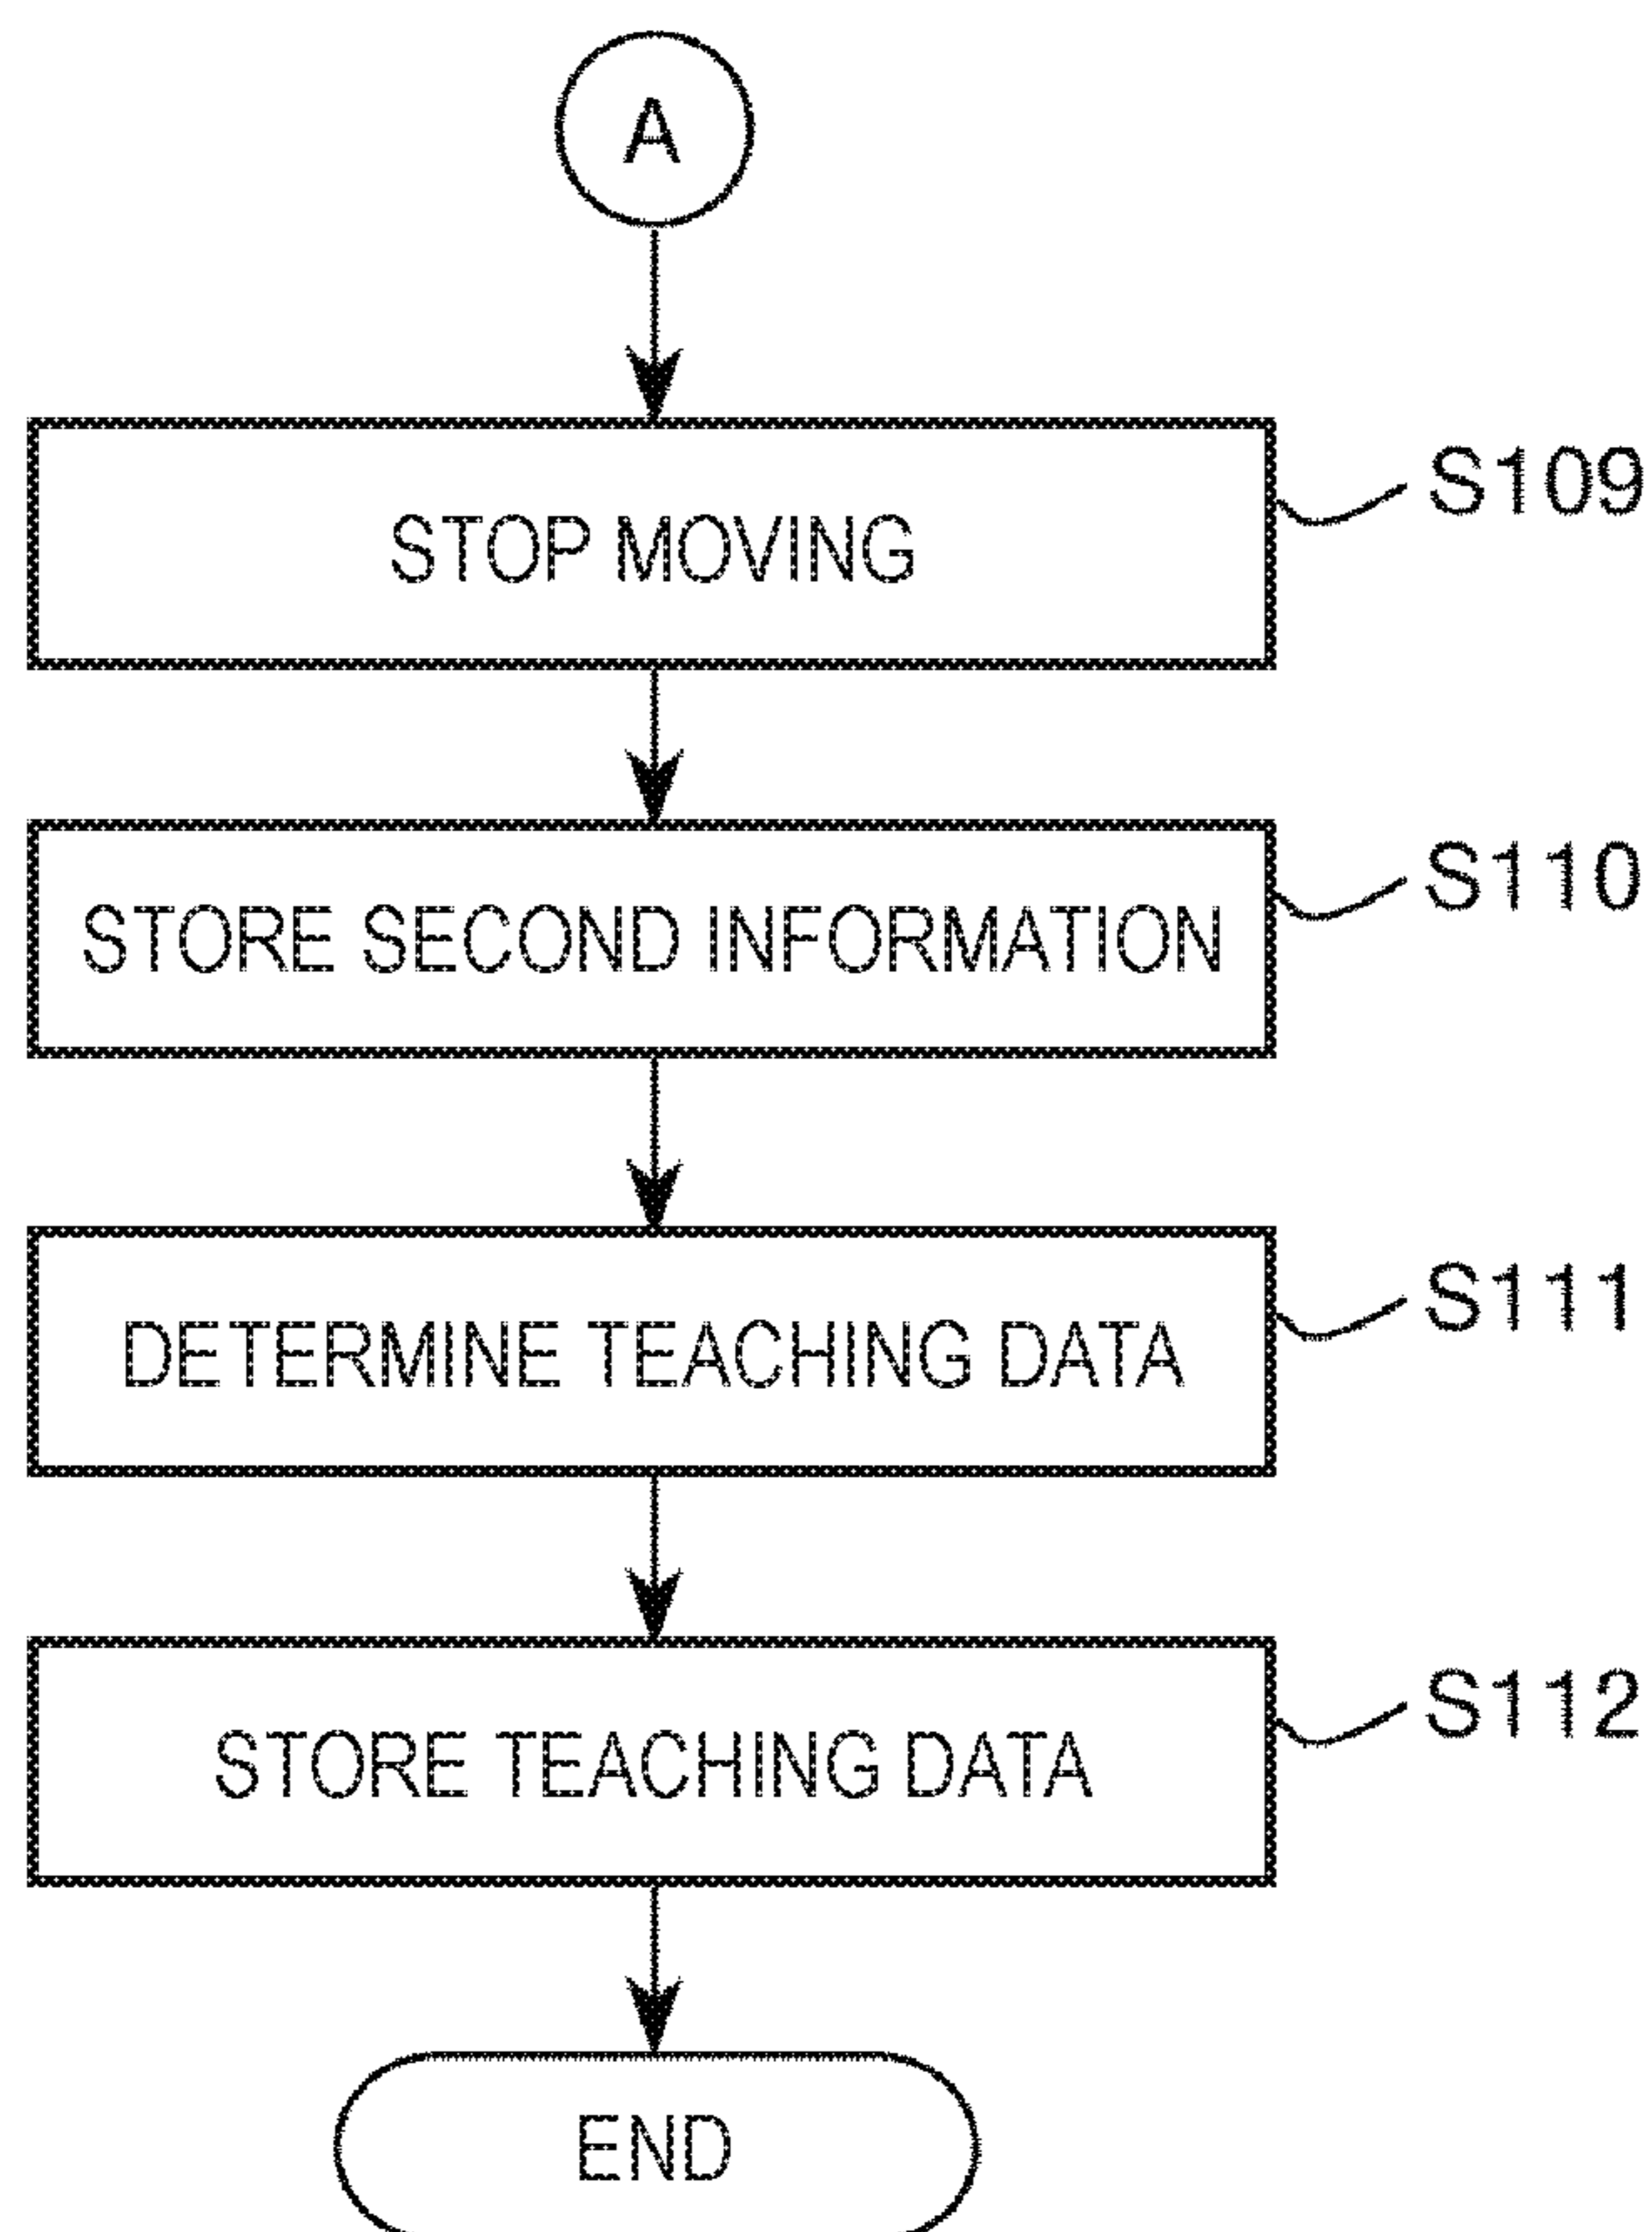 A
STOP MOVING
S109
STORE SECOND INFORMATION
S110
DETERMINE TEACHING DATA
S111
STORE TEACHING DATA
S112
END